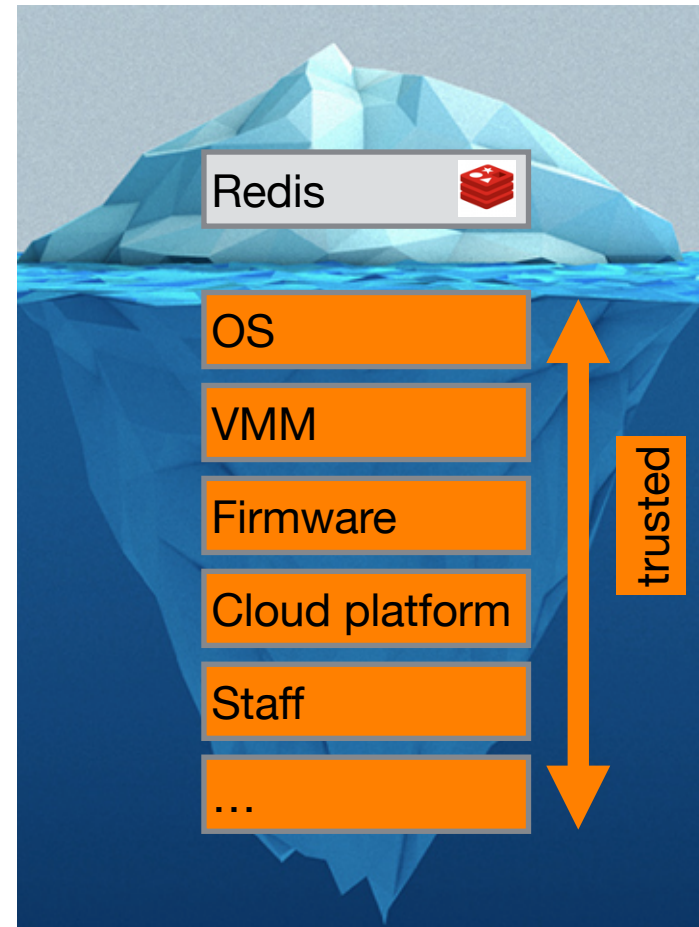 Redis
OS
VMM
Firmware
Cloud platform
Staff
…
trusted